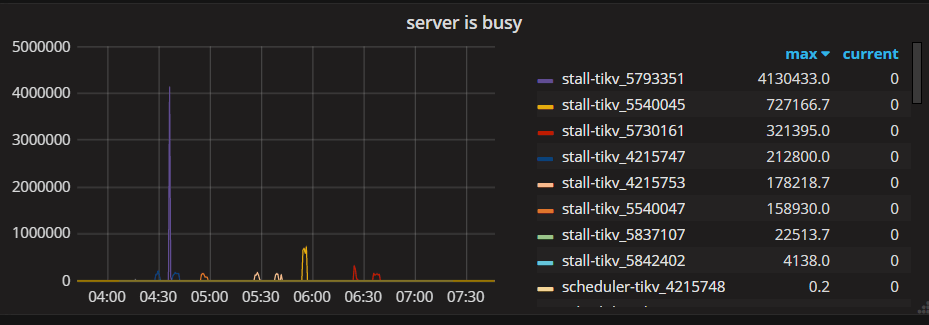 server is busy
5000000
4000000
3000000
2000000
1000000
0
04:00 04:30 05:00 05:30 06:00 06:30 07:00 07:30
max current
stall-tikv_5793351 4130433.0 0
stall-tikv_5540045 727166.7 0
stall-tikv_5730161 321395.0 0
stall-tikv_4215747 212800.0 0
stall-tikv_4215753 178218.7 0
stall-tikv_5540047 158930.0 0
stall-tikv_5837107 22513.7 0
stall-tikv_5842402 4138.0 0
scheduler-tikv_4215748 0.2 0